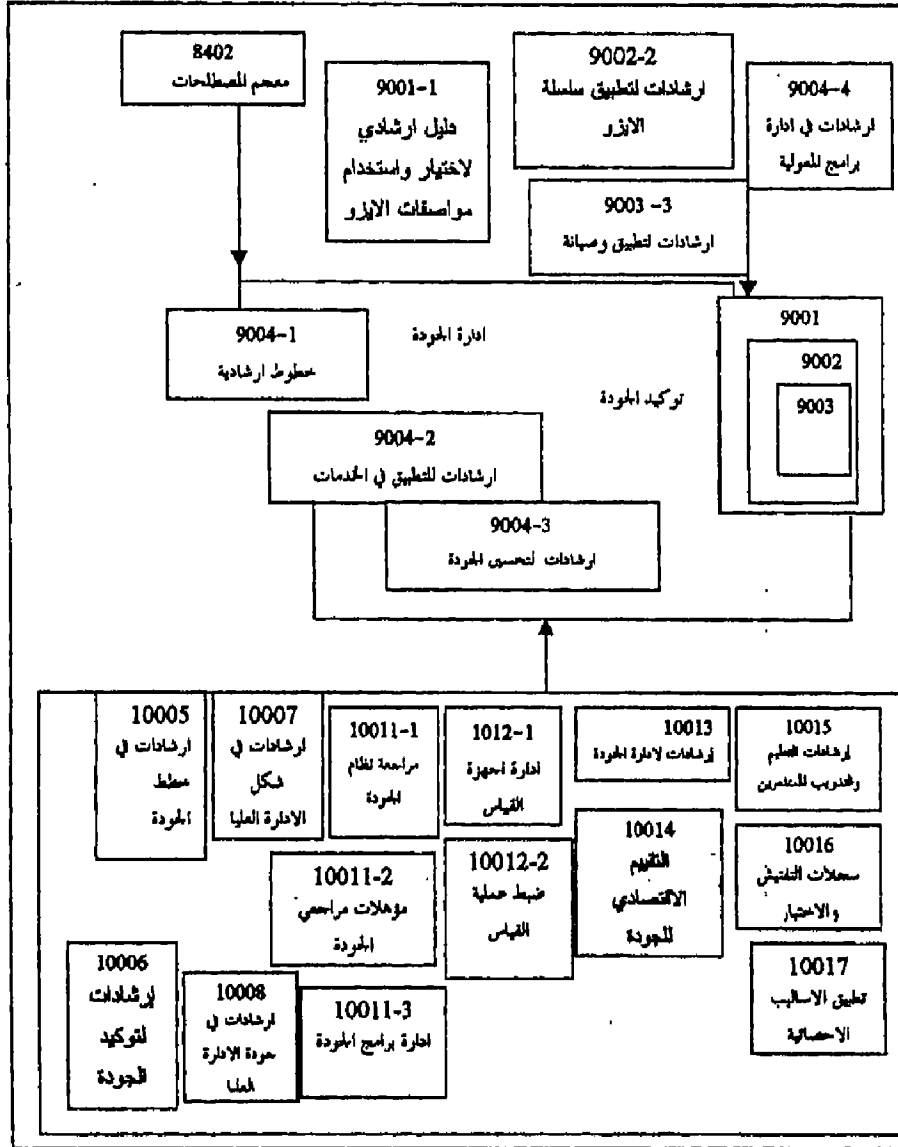 8402
معجم المصطلحات
9001-1
دليل ارشادي
لاختيار واستخدام
مواصفات الايزو
9002-2
ارشادات لتطبيق سلسلة
الايزو
9004-4
ارشادات في ادارة
برامج المعولية
9003 -3
ارشادات لتطبيق وصيانة
9004-1
خطوط ارشادية
ادارة الجودة
توكيد الجودة
9001
9002
9003
9004-2
ارشادات للتطبيق في الخدمات
9004-3
ارشادات لتحسين الجودة
10005
ارشادات في
مخطط
الجودة
10007
ارشادات في
شكل
الادارة العليا
10011-1
مراجعة نظام
الجودة
1012-1
ادارة اجهزة
القياس
10013
إرشادات لادارة الجودة
10015
إرشادات التعليم
والتدريب للمستمرين
10011-2
مؤهلات مراجعي
الجودة
10012-2
ضبط عملية
القياس
10014
التقييم
الاقتصادي
للجودة
10016
سجلات التفتيش
والاختبار
10006
إرشادات
لتوكيد
الجودة
10008
ارشادات في
جودة الادارة
العليا
10011-3
ادارة برامج الجودة
10017
تطبيق الاساليب
الاحصائية